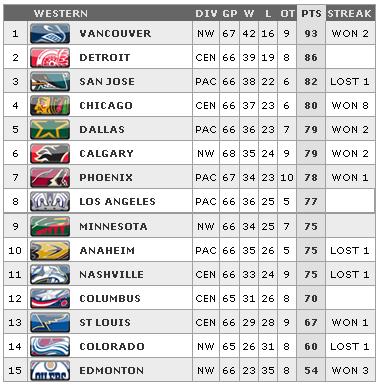 WESTERN DIV GP W L OT PTS STREAK
1 VANCOUVER NW 67 42 16 9 93 WON 2
2 DETROIT CEN 66 39 19 8 86
3 SAN JOSE PAC 66 38 22 6 82 LOST 1
4 CHICAGO CEN 66 37 23 6 80 WON 8
5 DALLAS PAC 66 36 23 7 79 WON 2
6 CALGARY NW 68 35 24 9 79 WON 2
7 PHOENIX PAC 67 34 23 10 78 WON 1
8 LOS ANGELES PAC 66 36 25 5 77
9 MINNESOTA NW 66 34 25 7 75
10 ANAHEIM PAC 66 35 26 5 75 LOST 1
11 NASHVILLE CEN 66 33 24 9 75 LOST 1
12 COLUMBUS CEN 65 31 26 8 70
13 ST LOUIS CEN 66 29 28 9 67 WON 1
14 COLORADO NW 65 26 31 8 60 LOST 1
15 OILERS EDMONTON NW 66 23 35 8 54 WON 3